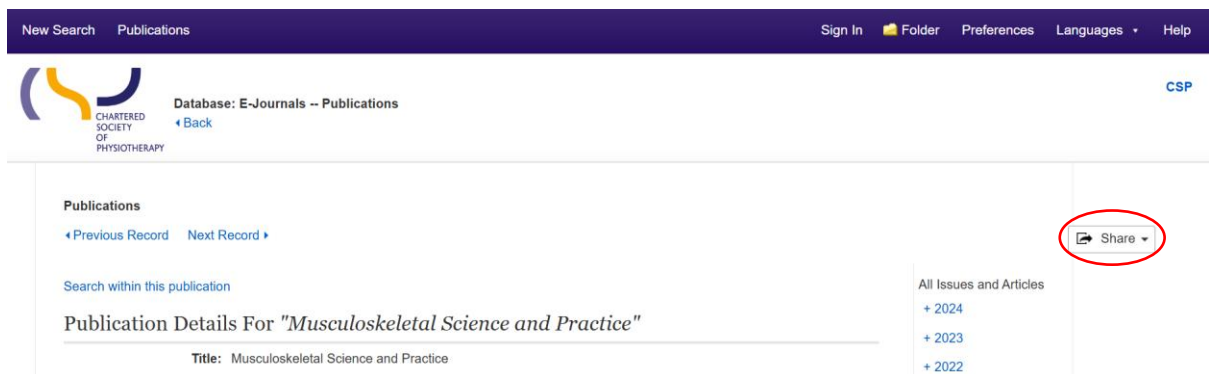 New Search Publications Sign In Folder Preferences Languages Help
CSP
CHARTERED
SOCIETY
OF
PHYSIOTHERAPY
Database: E-Journals -- Publications
Back
Publications
Previous Record Next Record
Share
Search within this publication
Publication Details For "Musculoskeletal Science and Practice"
Title: Musculoskeletal Science and Practice
All Issues and Articles
+ 2024
+ 2023
+ 2022